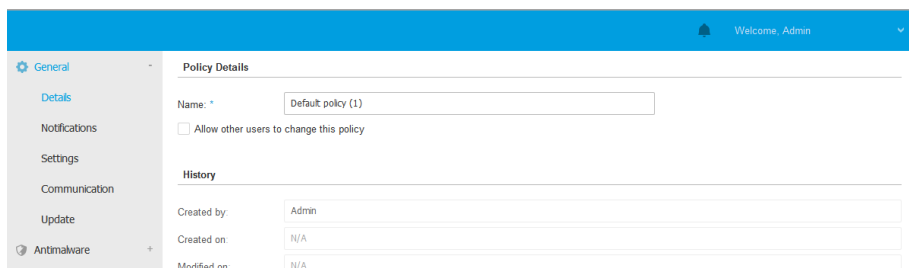 Welcome, Admin
General -
Details
Notifications
Settings
Communication
Update
Antimalware +
Policy Details
Name: * Default policy (1)
Allow other users to change this policy
History
Created by: Admin
Created on: N/A
Modified on: N/A